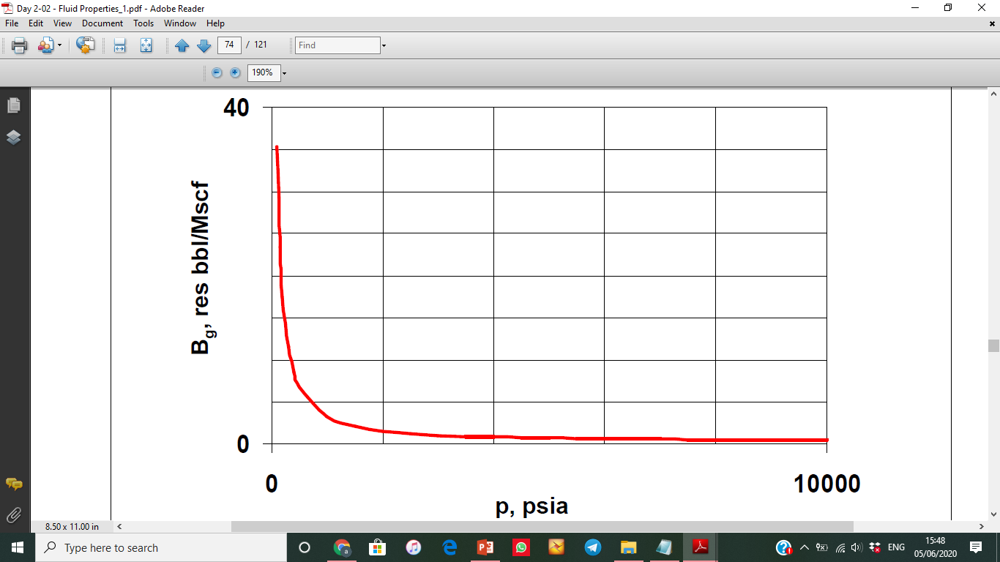 Day 2-02 - Fluid Properties_1.pdf - Adobe Reader
File Edit View Document Tools Window Help
74 / 121 Find
190%
40
Bg, res bbl/Mscf
0
0 10000
p, psia
8.50 x 11.00 in
Type here to search
ENG
15:48
05/06/2020